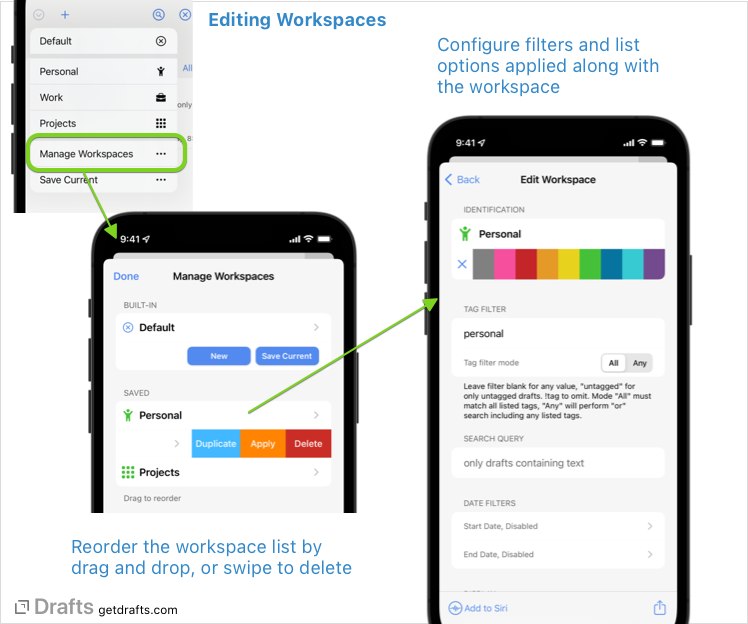 Editing Workspaces
Default
Personal
All
Work
only
Projects
Manage Workspaces
Save Current
Configure filters and list
options applied along with
the workspace
9:41
Back
Edit Workspace
IDENTIFICATION
Personal
TAG FILTER
personal
Tag filter mode
All
Any
Leave filter blank for any value, "untagged" for
only untagged drafts. !tag to omit. Mode "All" must
match all listed tags, "Any" will perform "or"
search including any listed tags.
SEARCH QUERY
only drafts containing text
DATE FILTERS
Start Date, Disabled
End Date, Disabled
Add to Siri
9:41
Done
Manage Workspaces
BUILT-IN
Default
New
Save Current
SAVED
Personal
Duplicate
Apply
Delete
Projects
Drag to reorder
Reorder the workspace list by
drag and drop, or swipe to delete
Drafts getdrafts.com